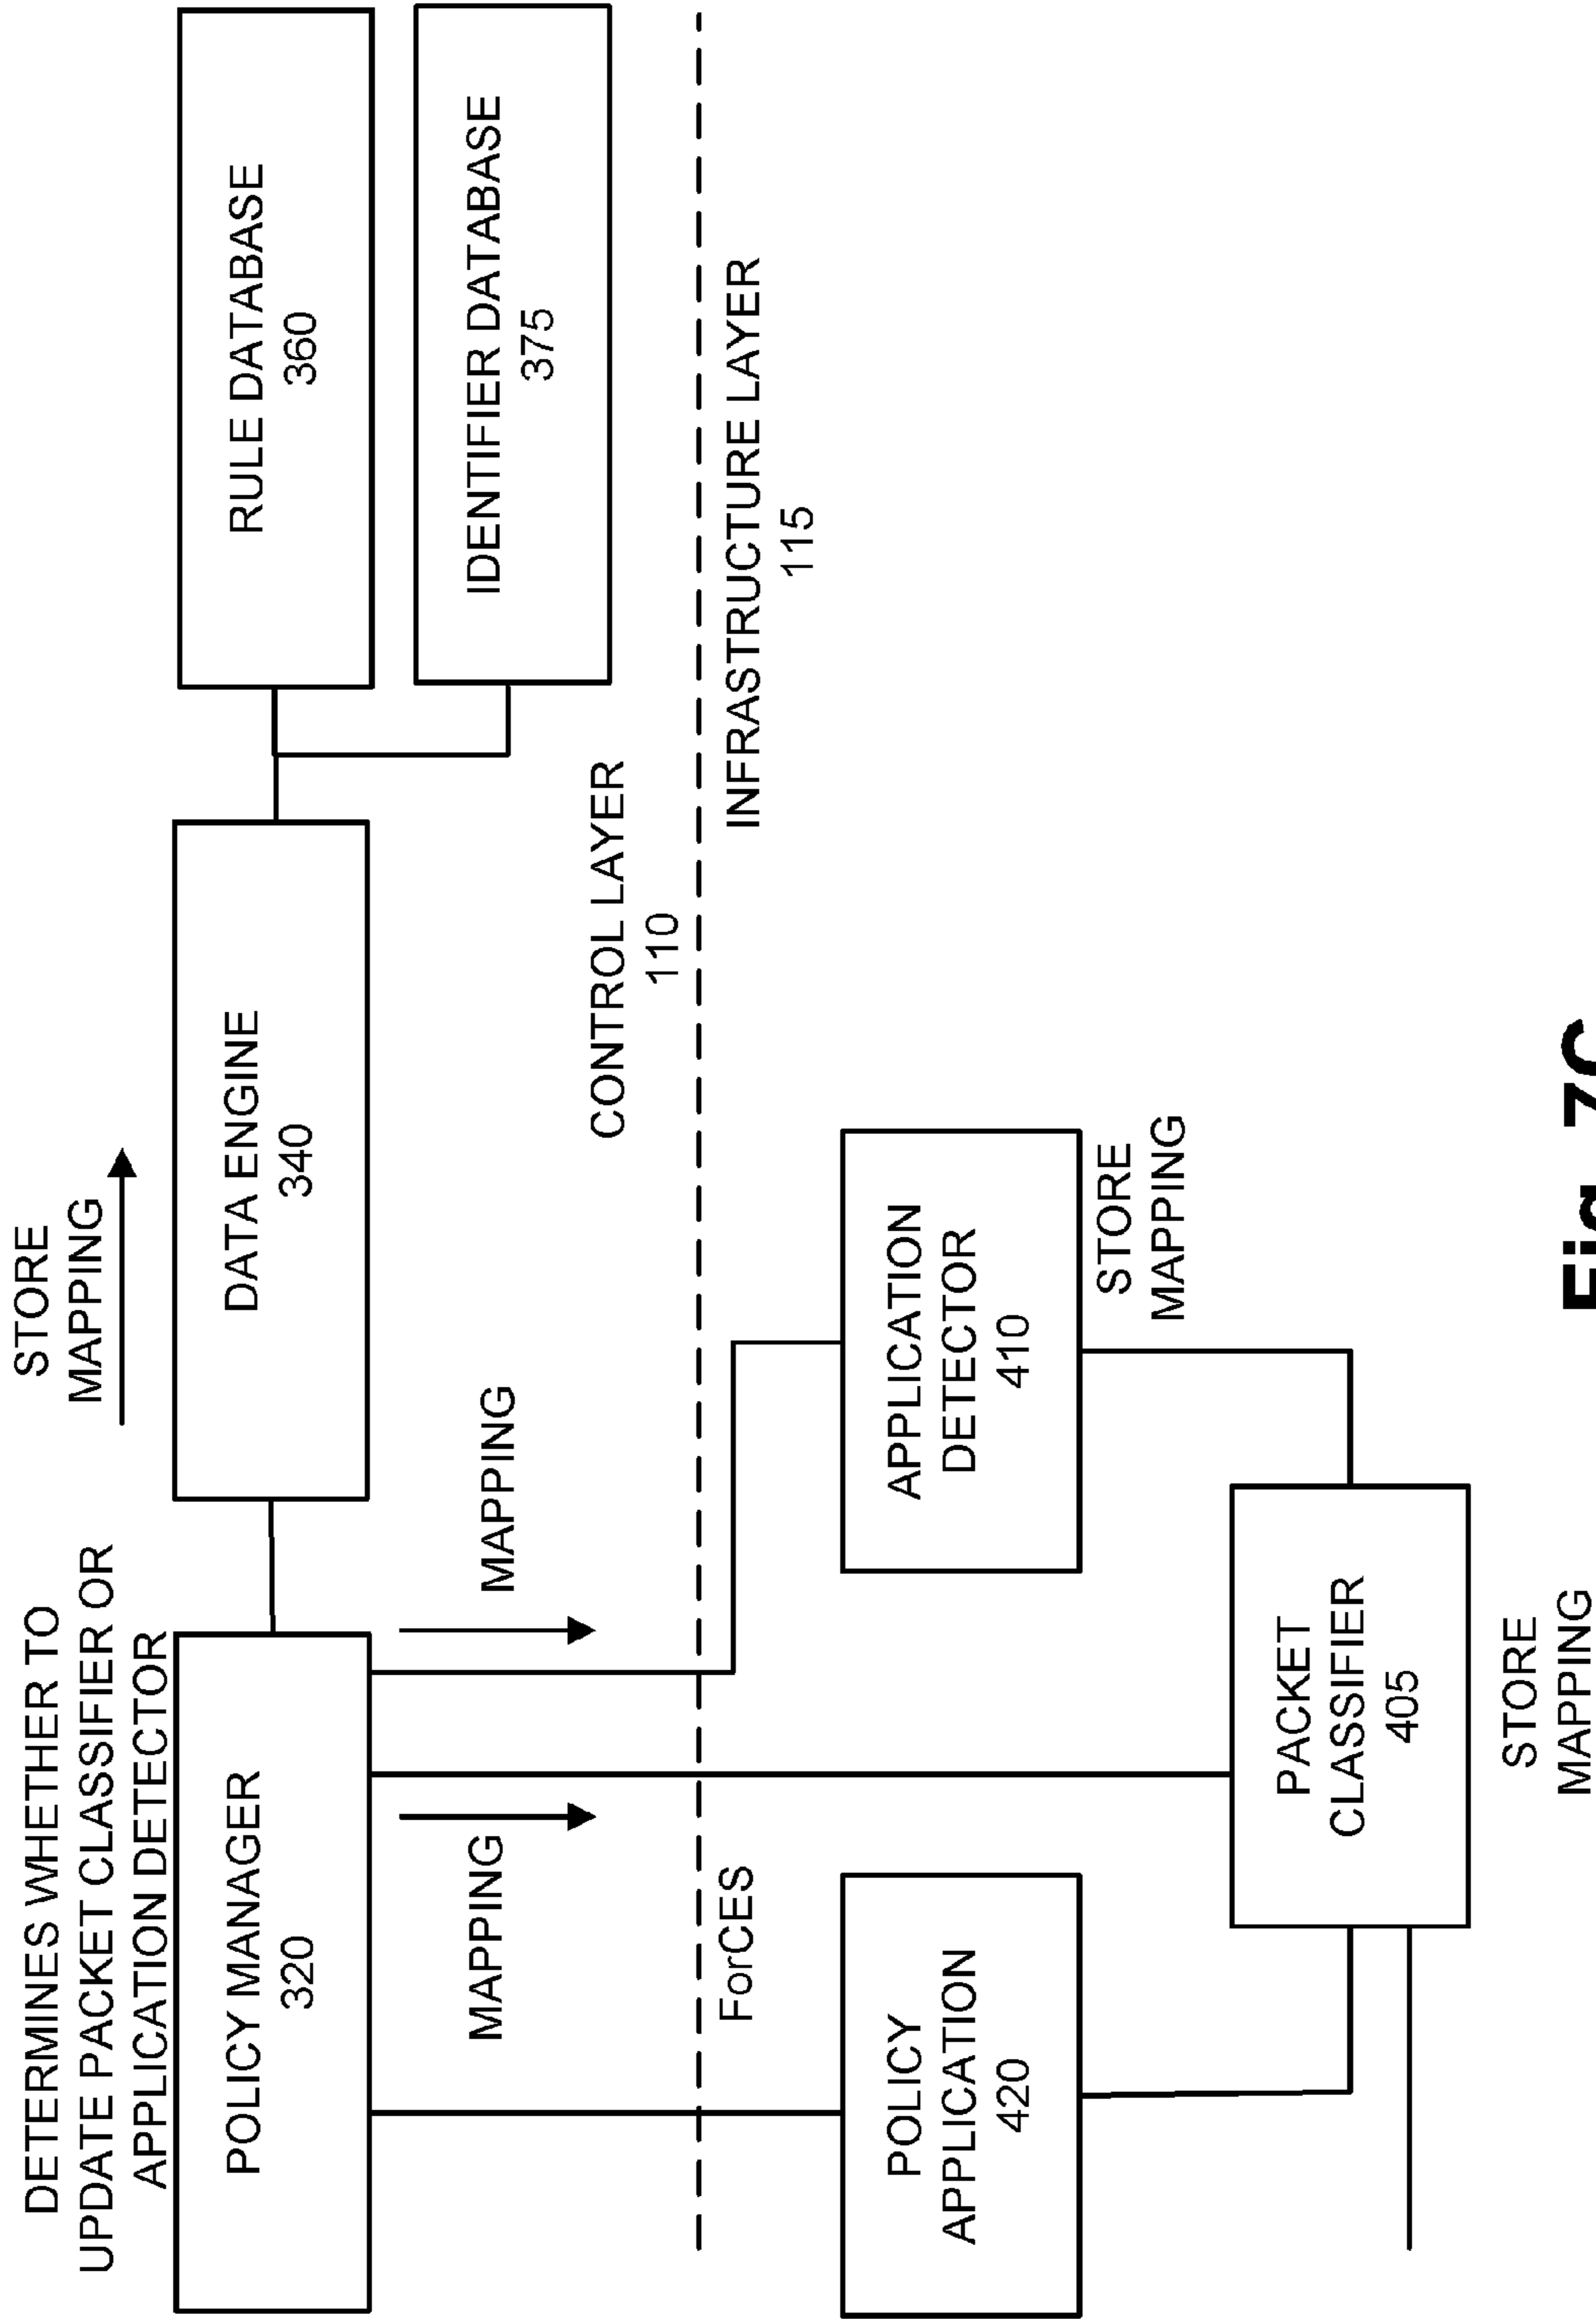 DETERMINES WHETHER TO
UPDATE PACKET CLASSIFIER OR
APPLICATION DETECTOR
STORE
MAPPING
POLICY MANAGER
320
DATA ENGINE
340
RULE DATABASE
360
IDENTIFIER DATABASE
375
MAPPING
MAPPING
CONTROL LAYER
110
ForCES
INFRASTRUCTURE LAYER
115
POLICY
APPLICATION
420
APPLICATION
DETECTOR
410
STORE
MAPPING
PACKET
CLASSIFIER
405
STORE
MAPPING
Fig. 7C